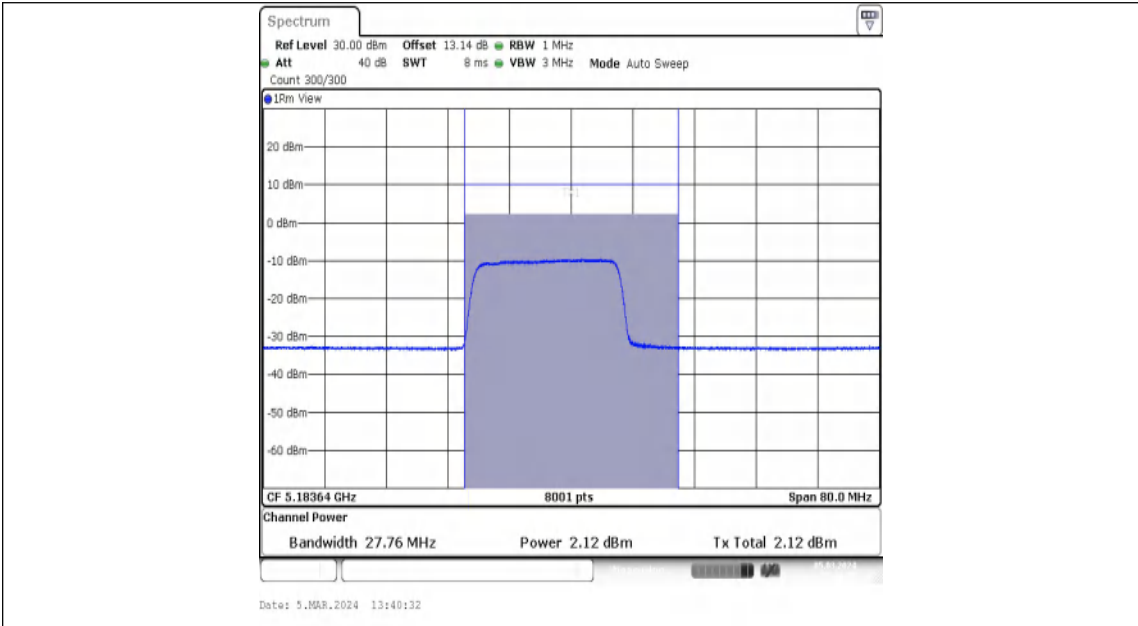 Spectrum
Ref Level 30.00 dBm Offset 13.14 dB RBW 1 MHz
Att 40 dB SWT 8 ms VBW 3 MHz Mode Auto Sweep
Count 300/300
1Rm View
20 dBm
10 dBm
0 dBm
-10 dBm
-20 dBm
-30 dBm
-40 dBm
-50 dBm
-60 dBm
CF 5.18364 GHz 8001 pts Span 80.0 MHz
Channel Power
Bandwidth 27.76 MHz Power 2.12 dBm Tx Total 2.12 dBm
Date: 5.MAR.2024 13:40:32